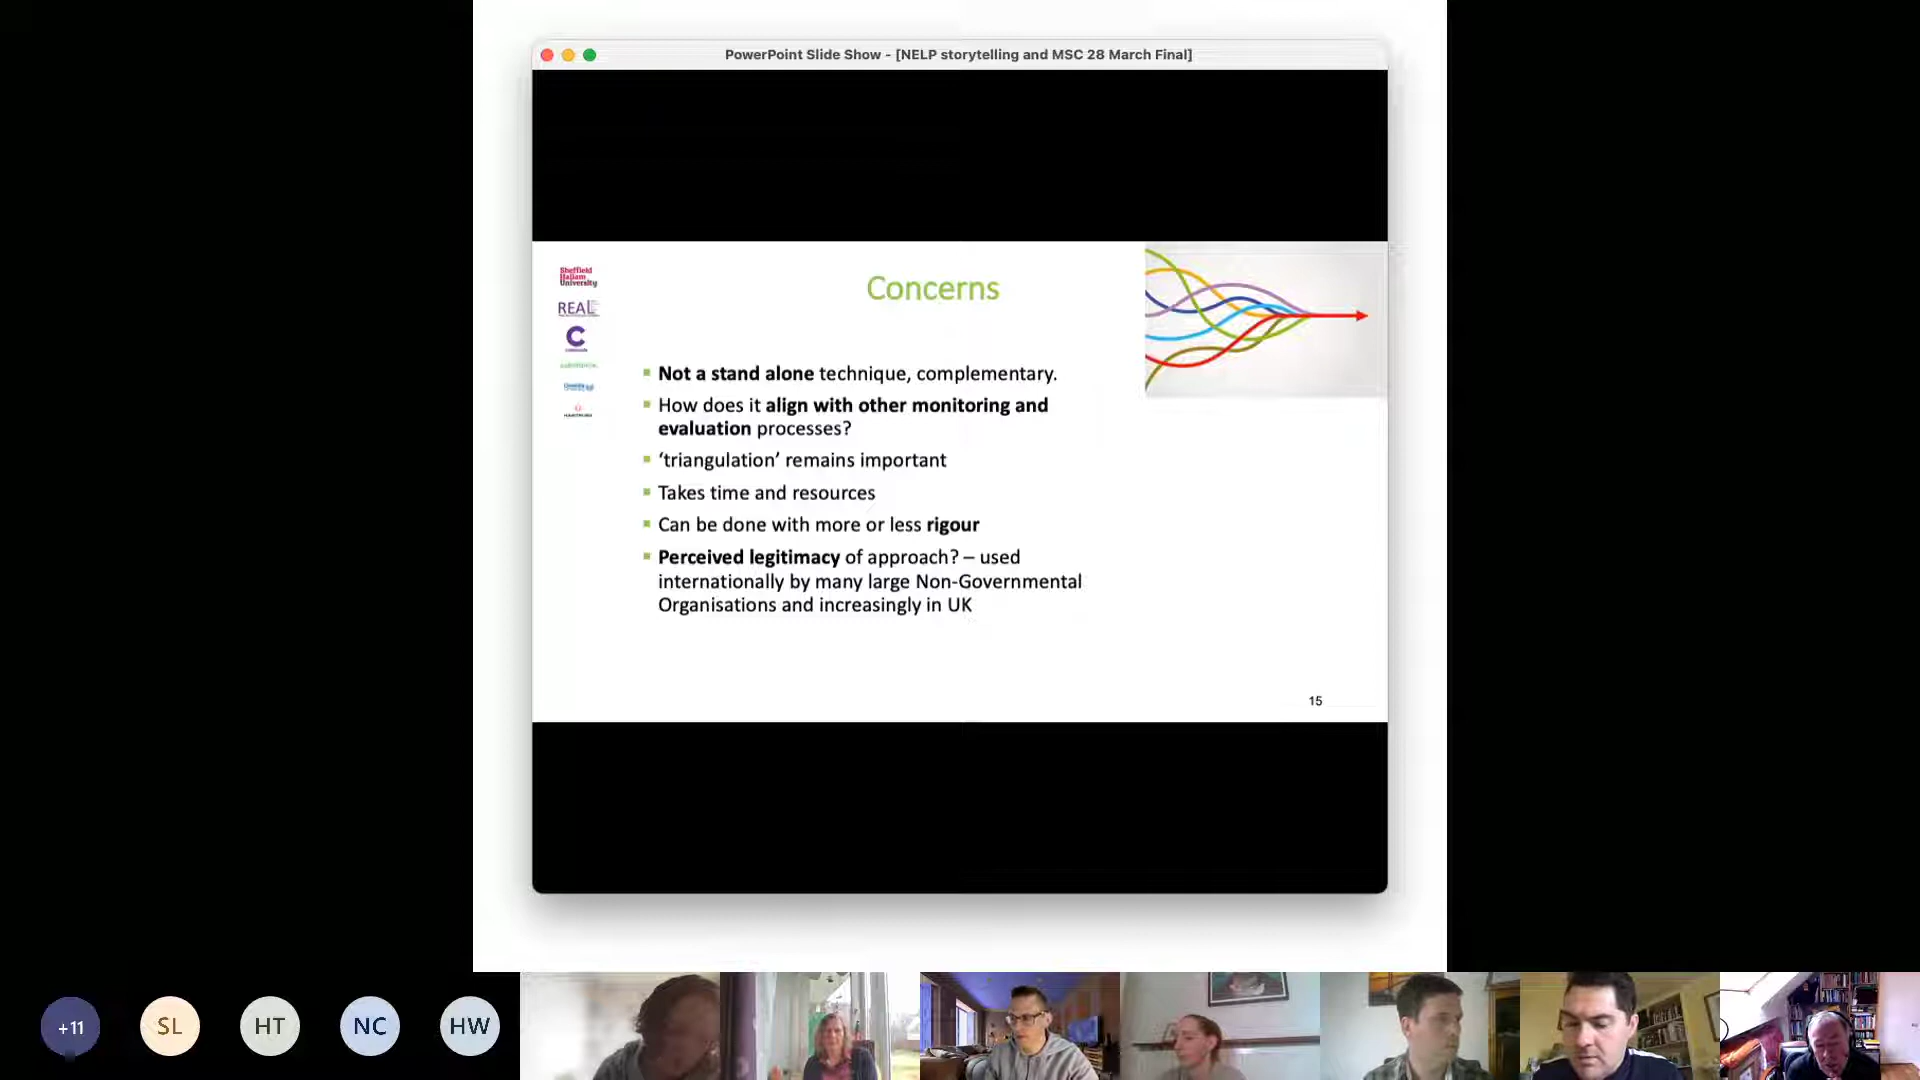 PowerPoint Slide Show - [NELP storytelling and MSC 28 March Final]
Sheffield
Hallam
University
REAL
C
Concerns
Not a stand alone technique, complementary.
How does it align with other monitoring and
evaluation processes?
‘triangulation’ remains important
Takes time and resources
Can be done with more or less rigour
Perceived legitimacy of approach? – used
internationally by many large Non-Governmental
Organisations and increasingly in UK
15
+11
SL
HT
NC
HW